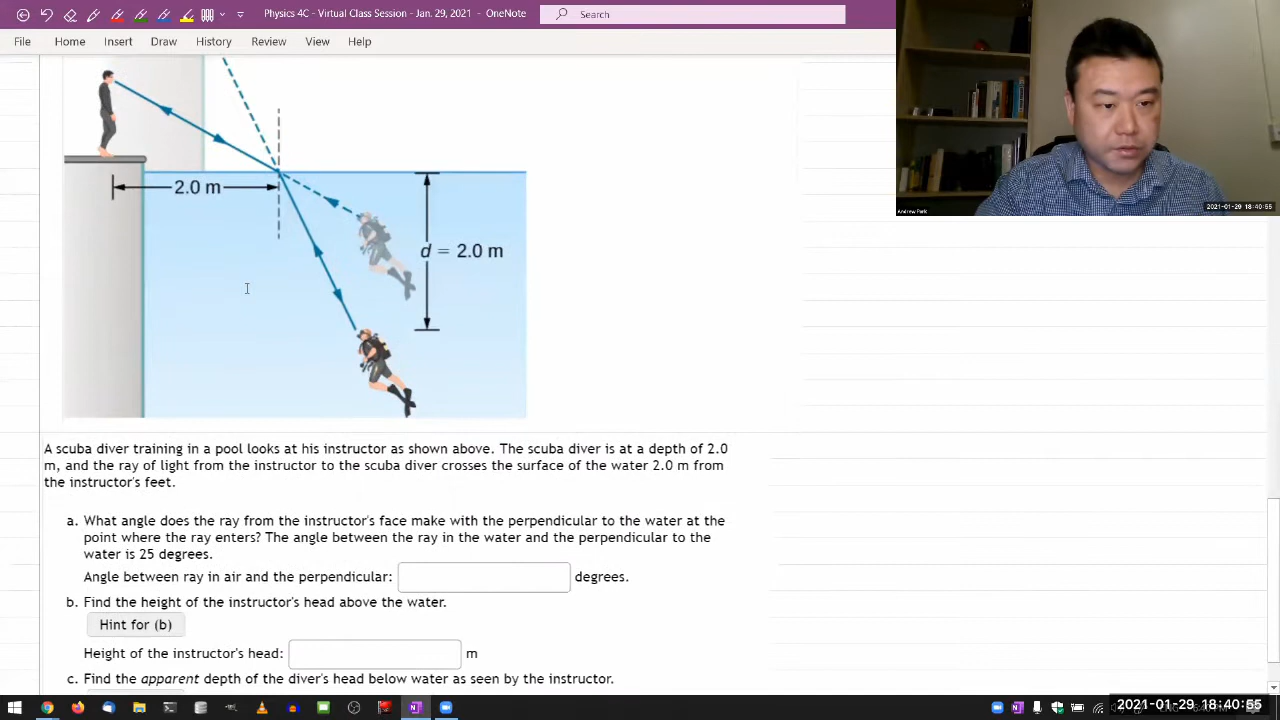 Physics 4C - Virtual Class Session - Jan. 29, 2021 - OneNote
Search
File Home Insert Draw History Review View Help
2.0 m
d = 2.0 m
2021-01-29 18:40:55
Andrew Park
A scuba diver training in a pool looks at his instructor as shown above. The scuba diver is at a depth of 2.0
m, and the ray of light from the instructor to the scuba diver crosses the surface of the water 2.0 m from
the instructor's feet.
a. What angle does the ray from the instructor's face make with the perpendicular to the water at the
point where the ray enters? The angle between the ray in the water and the perpendicular to the
water is 25 degrees.
Angle between ray in air and the perpendicular: degrees.
b. Find the height of the instructor's head above the water.
Hint for (b)
Height of the instructor's head: m
c. Find the apparent depth of the diver's head below water as seen by the instructor.
2021-01-29 18:40:55